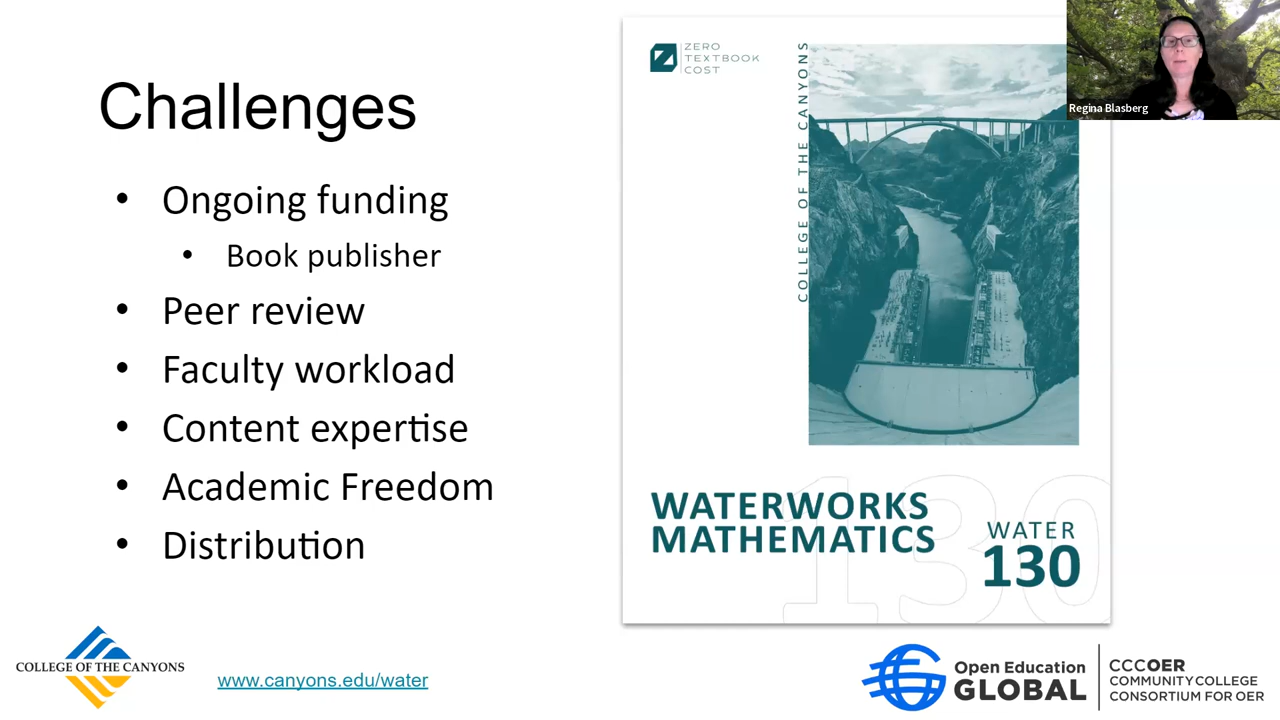 Challenges
• Ongoing funding
• Book publisher
• Peer review
• Faculty workload
• Content expertise
• Academic Freedom
• Distribution
ZERO
TEXTBOOK
COST
COLLEGE OF THE CANYONS
WATERWORKS
MATHEMATICS
130
WATER
130
Regina Blasberg
COLLEGE OF THE CANYONS
www.canyons.edu/water
Open Education
GLOBAL
CCCOER
COMMUNITY COLLEGE
CONSORTIUM FOR OER